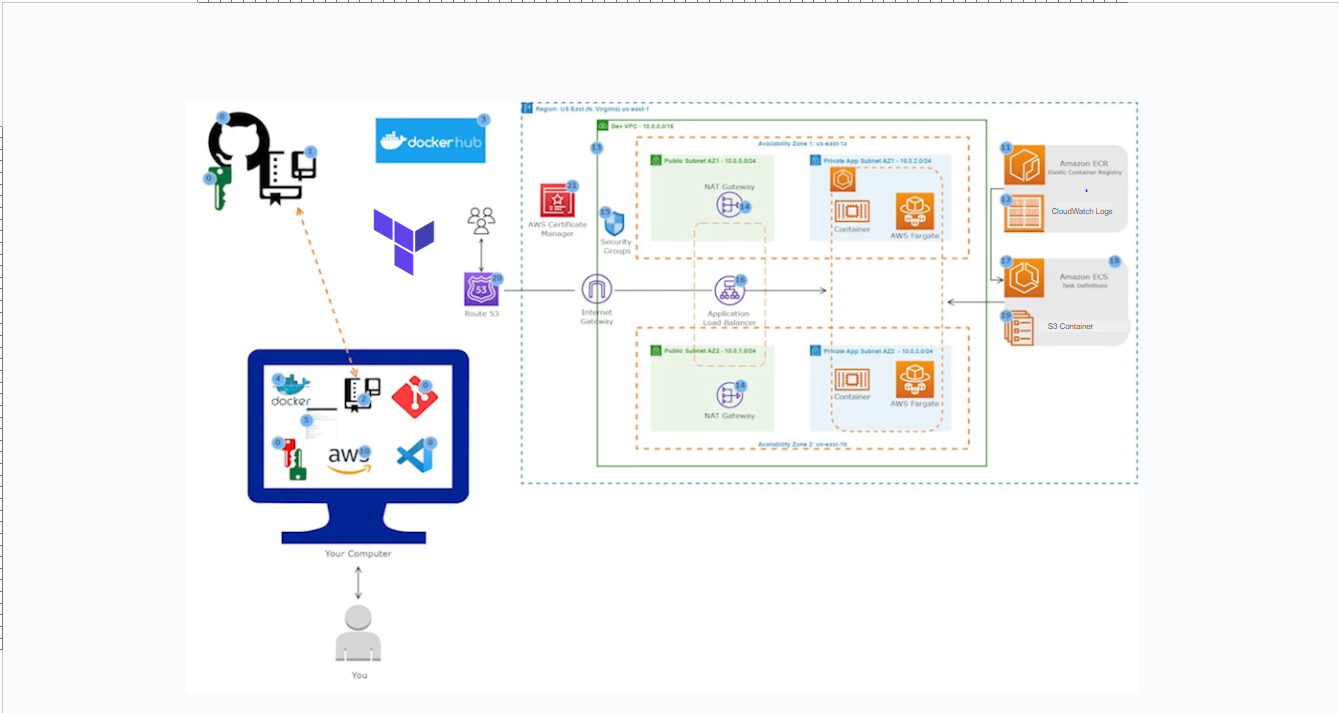 0
1
0
3
dockerhub
Region: US East (N. Virginia) us-east-1
Dev VPC - 10.0.0.0/16
13
Availability Zone 1: us-east-1a
Public Subnet AZ1 - 10.0.0.0/24
Private App Subnet AZ1 - 10.0.2.0/24
NAT Gateway
14
Container
AWS Fargate
21
AWS Certificate
Manager
15
Security
Groups
11
Amazon ECR
Elastic Container Registry
12
CloudWatch Logs
53
20
Route 53
Internet
Gateway
16
Application
Load Balancer
17
18
Amazon ECS
Task Definitions
19
S3 Container
Public Subnet AZ2 - 10.0.1.0/24
Private App Subnet AZ2 - 10.0.3.0/24
14
NAT Gateway
Container
AWS Fargate
Availability Zone 2: us-east-1b
4
docker
2
0
5
0
aws
10
0
Your Computer
You